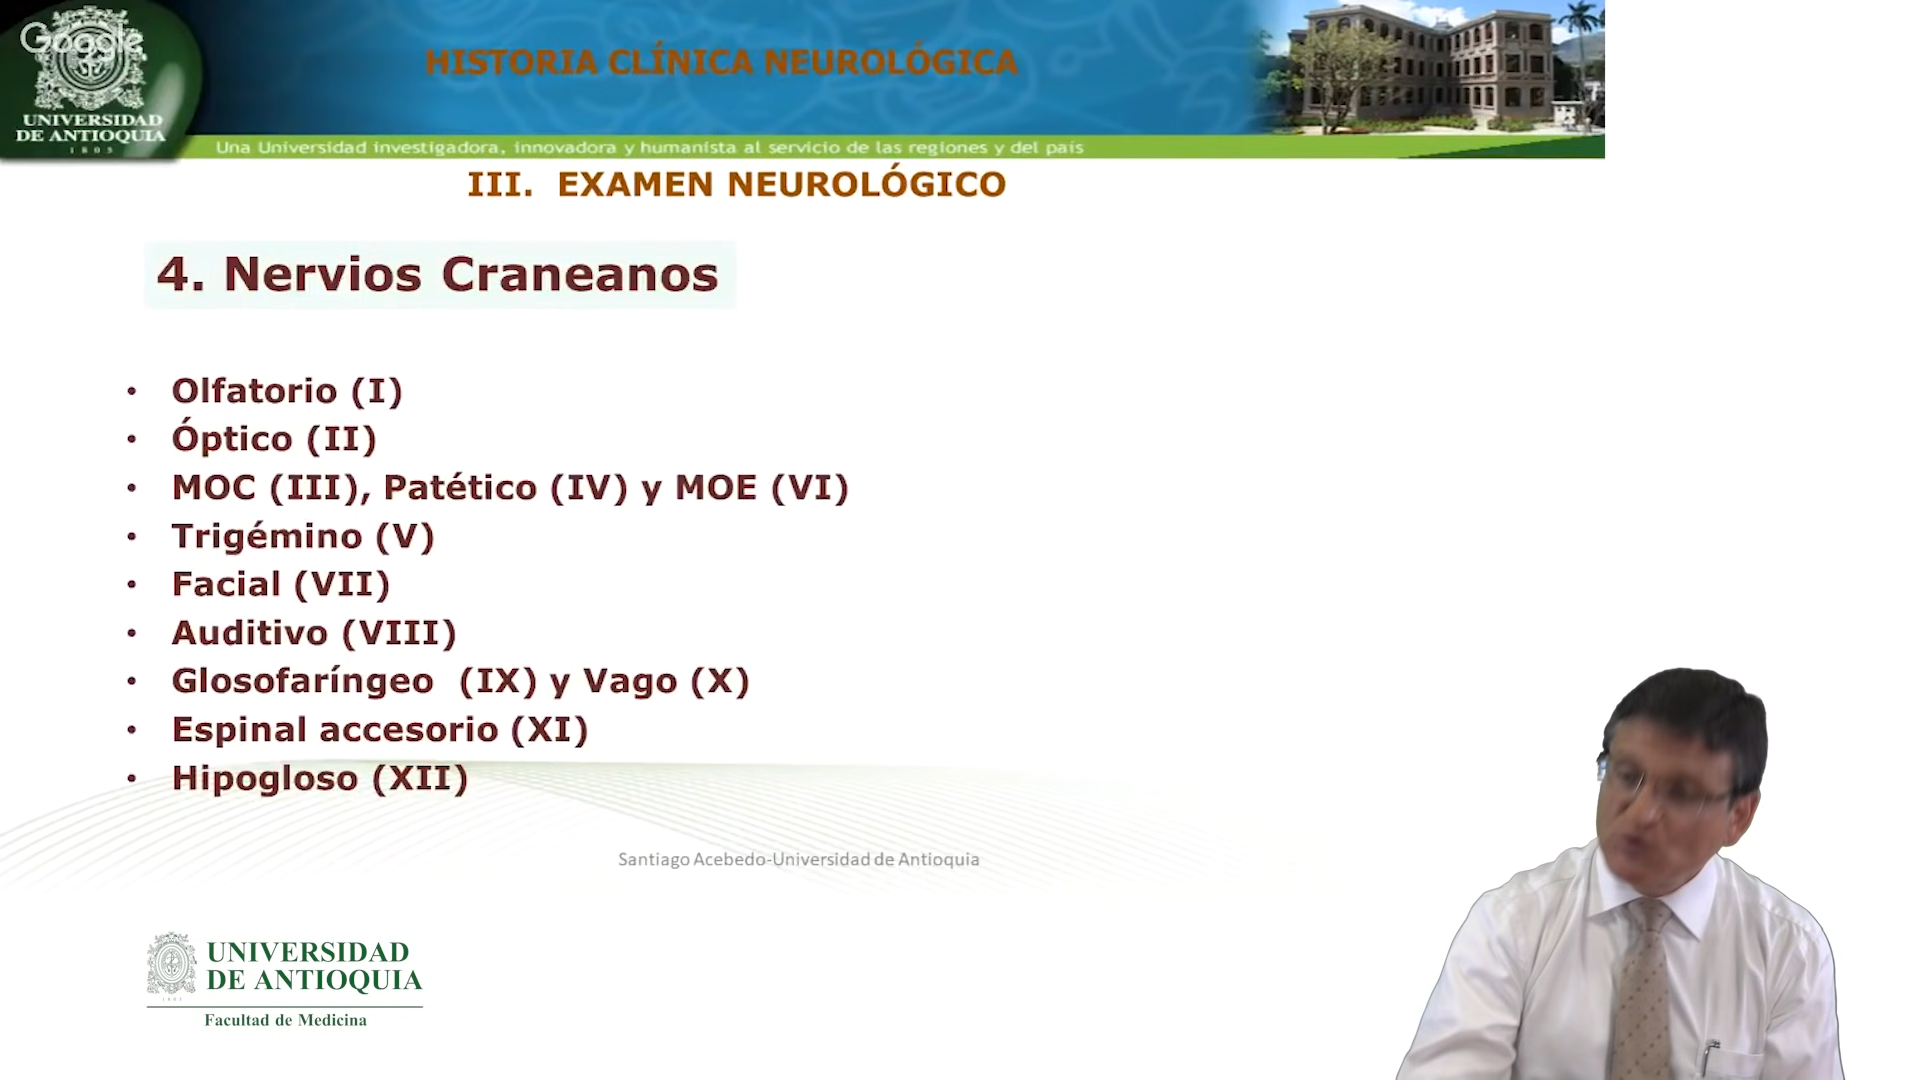 Google
UNIVERSIDAD
DE ANTIOQUIA
1803
HISTORIA CLÍNICA NEUROLÓGICA
Una Universidad investigadora, innovadora y humanista al servicio de las regiones y del país
III. EXAMEN NEUROLÓGICO
4. Nervios Craneanos
• Olfatorio (I)
• Óptico (II)
• MOC (III), Patético (IV) y MOE (VI)
• Trigémino (V)
• Facial (VII)
• Auditivo (VIII)
• Glosofaríngeo (IX) y Vago (X)
• Espinal accesorio (XI)
• Hipogloso (XII)
Santiago Acebedo-Universidad de Antioquia
UNIVERSIDAD
DE ANTIOQUIA
1803
Facultad de Medicina